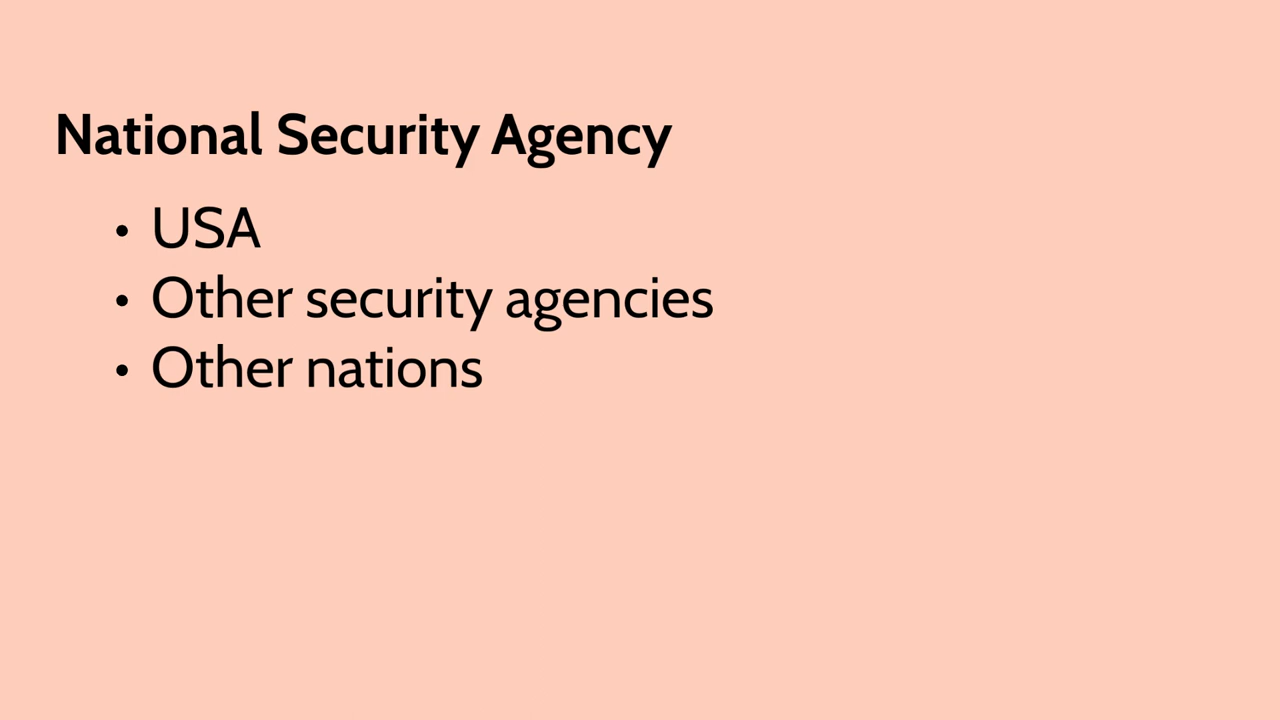 National Security Agency
• USA
• Other security agencies
• Other nations